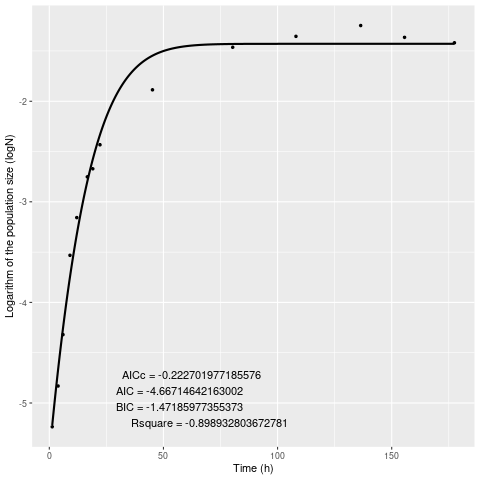 Logarithm of the population size (logN)
-2
-3
-4
-5
AICc = -0.222701977185576
AIC = -4.66714642163002
BIC = -1.47185977355373
Rsquare = -0.898932803672781
0
50
100
150
Time (h)